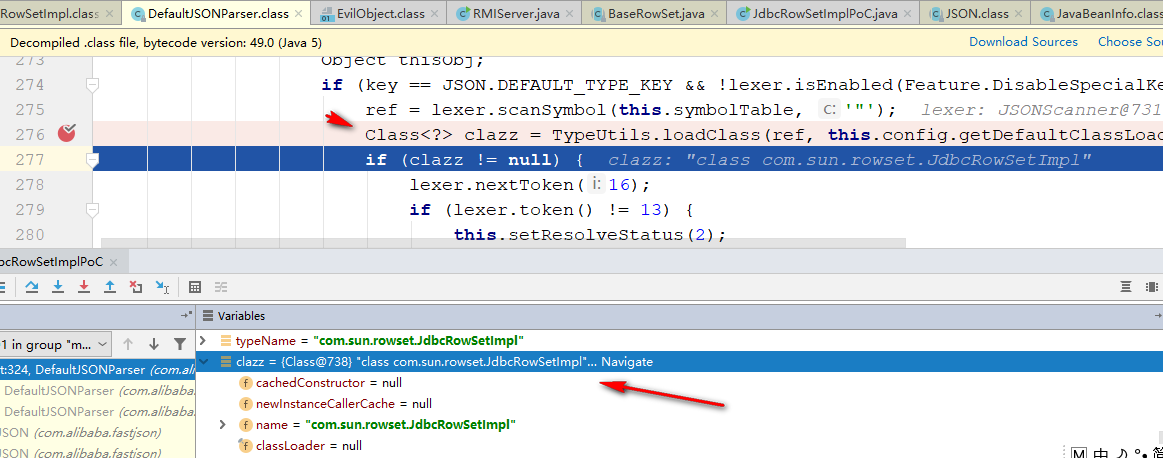 RowSetImpl.class × DefaultJSONParser.class × EvilObject.class × RMIServer.java × BaseRowSet.java × JdbcRowSetImplPoC.java × JSON.class × JavaBeanInfo.class
Decompiled .class file, bytecode version: 49.0 (Java 5) Download Sources Choose Sou
273 Object thisObj;
274 if (key == JSON.DEFAULT_TYPE_KEY && !lexer.isEnabled(Feature.DisableSpecialKe
275 ref = lexer.scanSymbol(this.symbolTable, c: '"'); lexer: JSONScanner@731
276 Class<?> clazz = TypeUtils.loadClass(ref, this.config.getDefaultClassLoad
277 if (clazz != null) { clazz: "class com.sun.rowset.JdbcRowSetImpl"
278 lexer.nextToken( i: 16);
279 if (lexer.token() != 13) {
280 this.setResolveStatus(2);
bcRowSetImplPoC ×
Variables
01 in group "m...
typeName = "com.sun.rowset.JdbcRowSetImpl"
t:324, DefaultJSONParser (com.alibaba
clazz = {Class@738} "class com.sun.rowset.JdbcRowSetImpl"... Navigate
DefaultJSONParser (com.alibaba.
cachedConstructor = null
DefaultJSONParser (com.alibaba.
newInstanceCallerCache = null
JSON (com.alibaba.fastjson)
name = "com.sun.rowset.JdbcRowSetImpl"
JSON (com.alibaba.fastjson)
classLoader = null
M 中 简